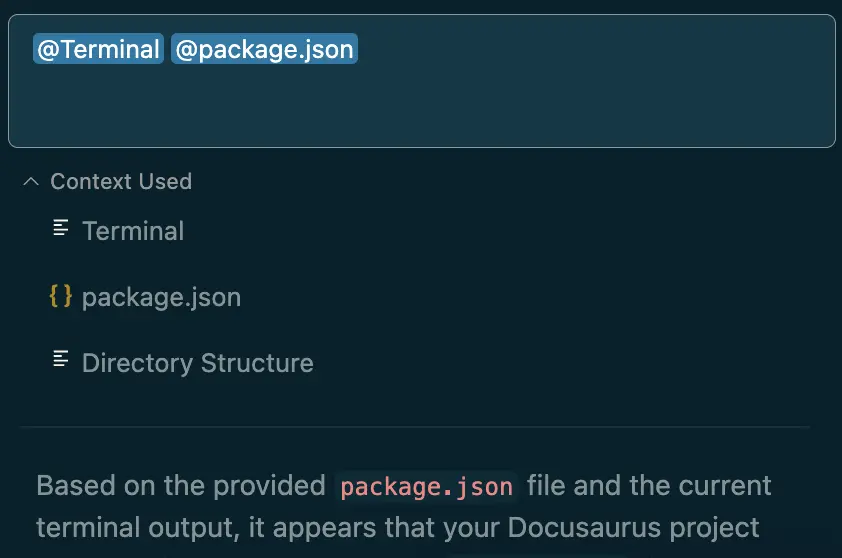 @Terminal @package.json
Context Used
Terminal
{} package.json
Directory Structure
Based on the provided package.json file and the current
terminal output, it appears that your Docusaurus project